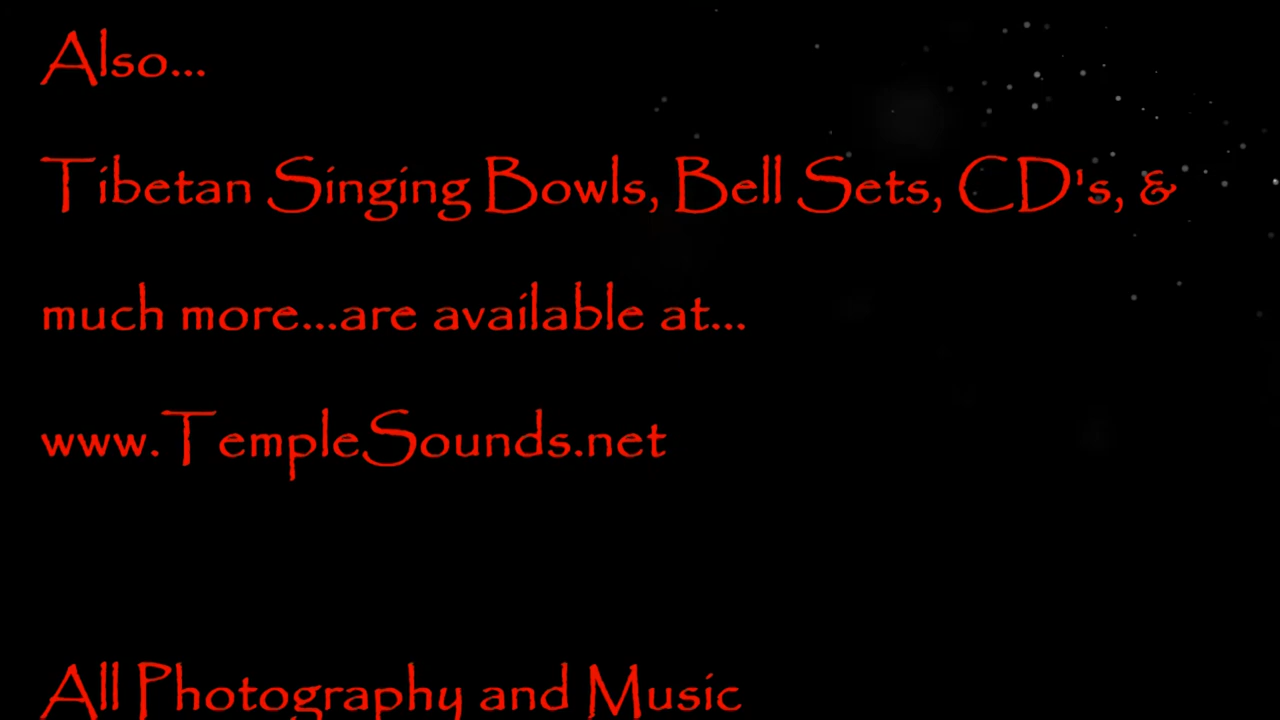 Also...
Tibetan Singing Bowls, Bell Sets, CD's, &
much more...are available at...
www.TempleSounds.net
All Photography and Music